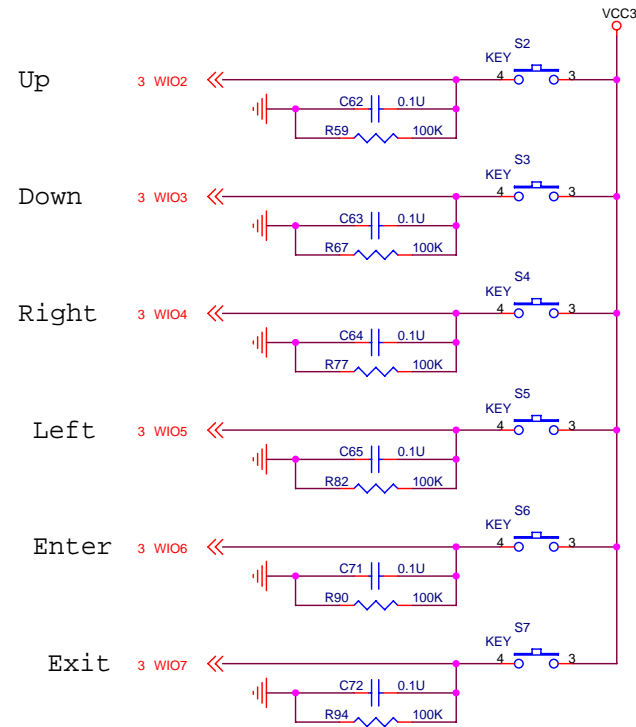 VCC3
S2
KEY
Up 3 WIO2 4 3
C62 0.1U
R59 100K
S3
KEY
Down 3 WIO3 4 3
C63 0.1U
R67 100K
S4
KEY
Right 3 WIO4 4 3
C64 0.1U
R77 100K
S5
KEY
Left 3 WIO5 4 3
C65 0.1U
R82 100K
S6
KEY
Enter 3 WIO6 4 3
C71 0.1U
R90 100K
S7
KEY
Exit 3 WIO7 4 3
C72 0.1U
R94 100K